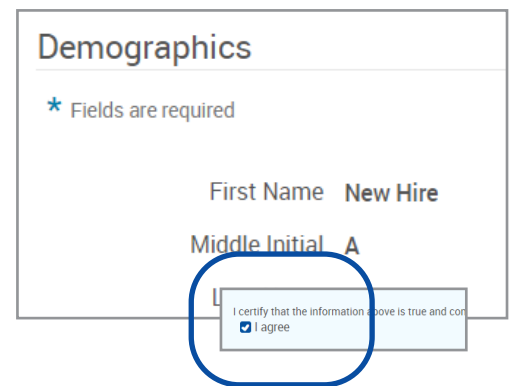 Demographics
* Fields are required
First Name New Hire
Middle Initial A
I certify that the information above is true and
I agree